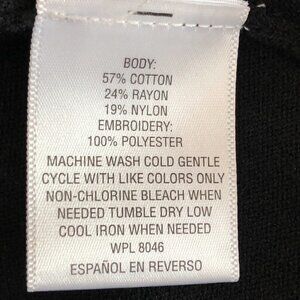 BODY:
57% COTTON
24% RAYON
19% NYLON
EMBROIDERY:
100% POLYESTER
MACHINE WASH COLD GENTLE
CYCLE WITH LIKE COLORS ONLY
NON-CHLORINE BLEACH WHEN
NEEDED TUMBLE DRY LOW
COOL IRON WHEN NEEDED
WPL 8046
ESPAÑOL EN REVERSO